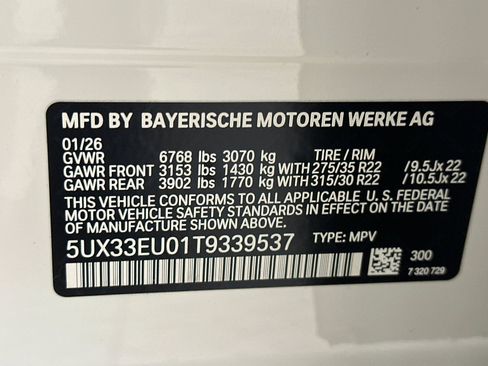 MFD BY BAYERISCHE MOTOREN WERKE AG
01/26
GVWR 6768 lbs 3070 kg TIRE / RIM
GAWR FRONT 3153 lbs 1430 kg WITH 275/35 R22 /9.5Jx22
GAWR REAR 3902 lbs 1770 kg WITH 315/30 R22 /10.5Jx22
THIS VEHICLE CONFORMS TO ALL APPLICABLE U. S. FEDERAL
MOTOR VEHICLE SAFETY STANDARDS IN EFFECT ON THE DATE
OF MANUFACTURE SHOWN ABOVE.
5UX33EU01T9339537 TYPE: MPV
300
7 320 729